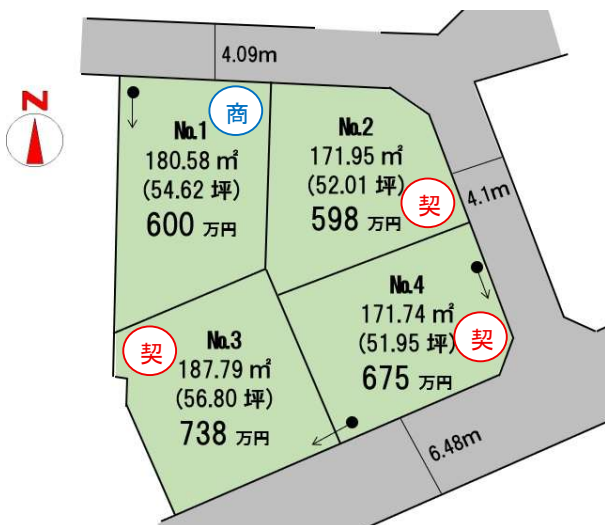 4.09m
N
No.1
商
180.58 ㎡
(54.62 坪)
600 万円
No.2
171.95 ㎡
(52.01 坪)
598 万円
契
4.1m
No.3
契
187.79 ㎡
(56.80 坪)
738 万円
No.4
171.74 ㎡
(51.95 坪)
契
675 万円
6.48m